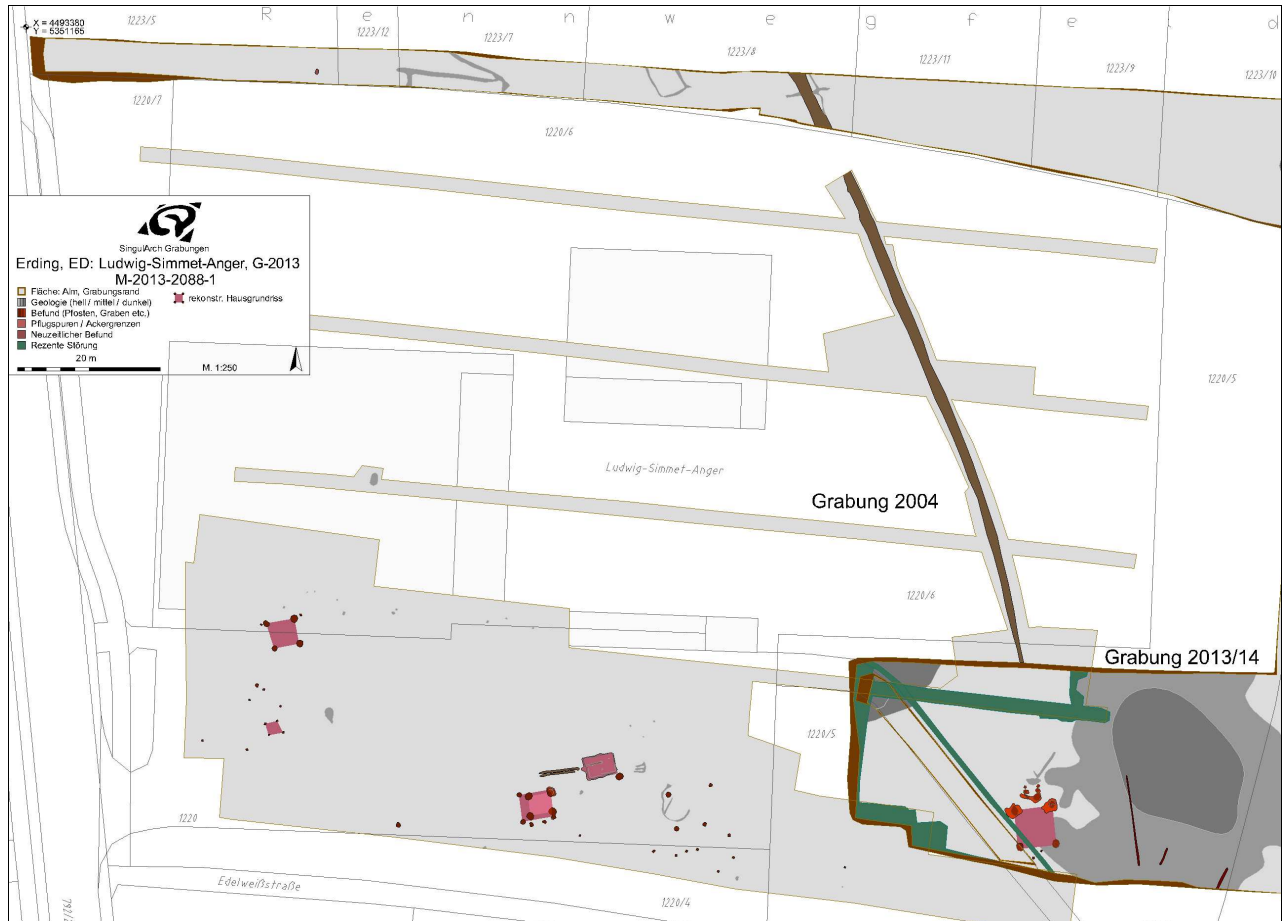 X = 4493380
Y = 5351165
R e n n w e g f e l d
1223/5
1223/12
1223/7
1223/8
1223/11
1223/9
1223/10
1220/7
1220/6
SingulArch Grabungen
Erding, ED: Ludwig-Simmet-Anger, G-2013
M-2013-2088-1
Fläche: Alm, Grabungsrand
Geologie (hell / mittel / dunkel)
rekonstr. Hausgrundriss
Befund (Pfosten, Graben etc.)
Pflugspuren / Ackergrenzen
Neuzeitlicher Befund
Rezente Störung
20 m
M. 1:250
1220/5
Ludwig-Simmet-Anger
Grabung 2004
1220/6
Grabung 2013/14
1220/5
1220
Edelweißstraße
1220/4